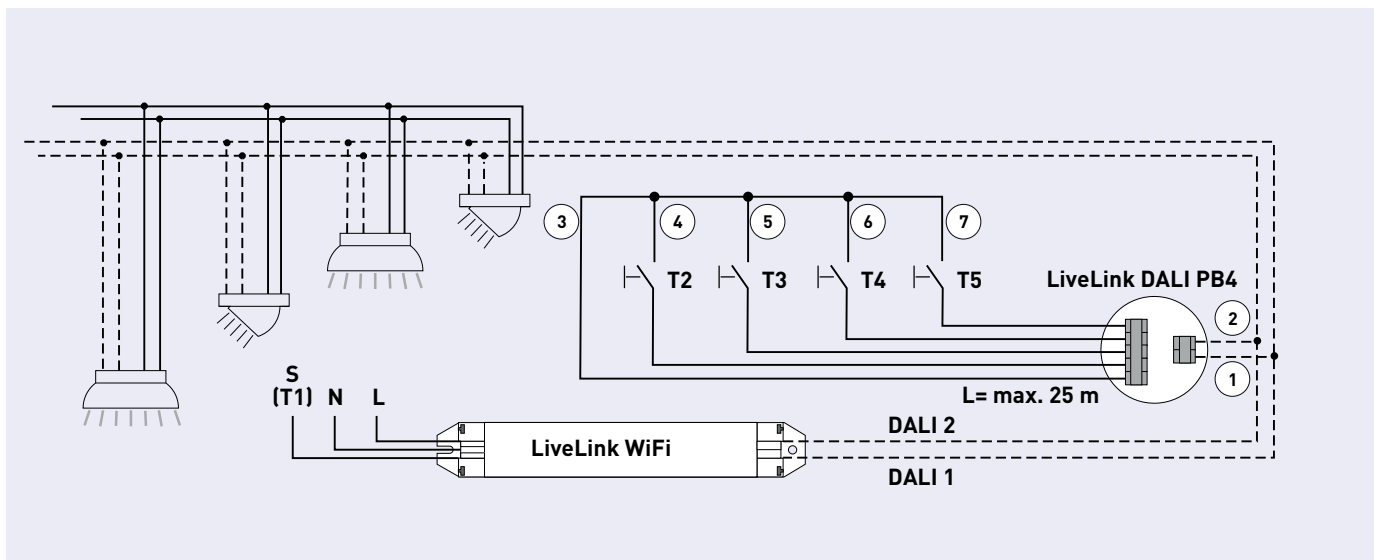 3
4
5
6
7
T2
T3
T4
T5
LiveLink DALI PB4
2
1
L= max. 25 m
S
(T1) N L
LiveLink WiFi
DALI 2
DALI 1